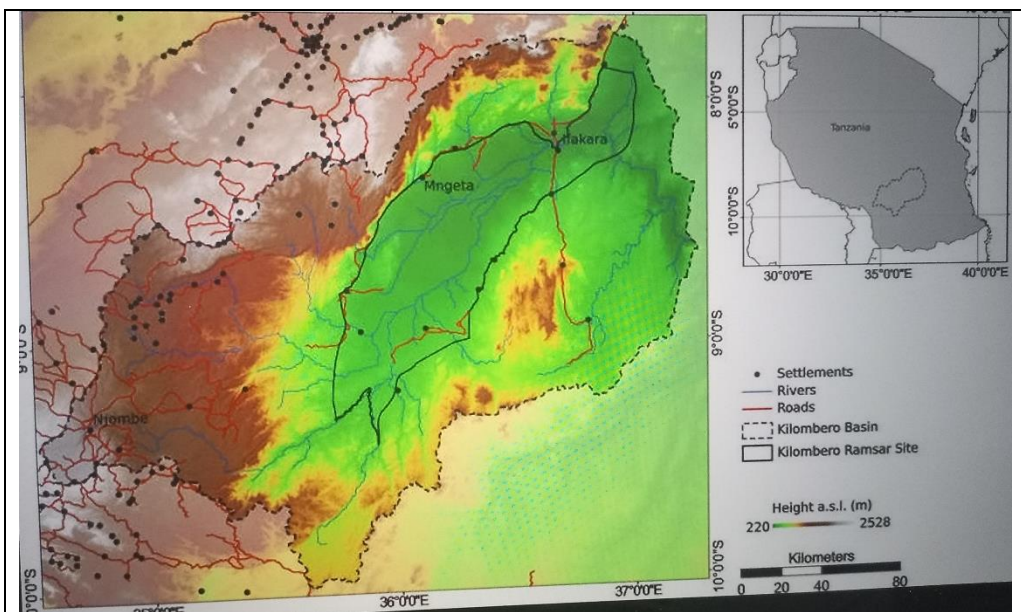 Ifakara
Mngeta
Njombe
8°0'0"S
9°0'0"S
10°0'0"S
36°0'0"E
37°0'0"E
Tanzania
5°0'0"S
10°0'0"S
30°0'0"E
35°0'0"E
40°0'0"E
Settlements
Rivers
Roads
Kilombero Basin
Kilombero Ramsar Site
Height a.s.l. (m)
220 2528
Kilometers
0 20 40 80